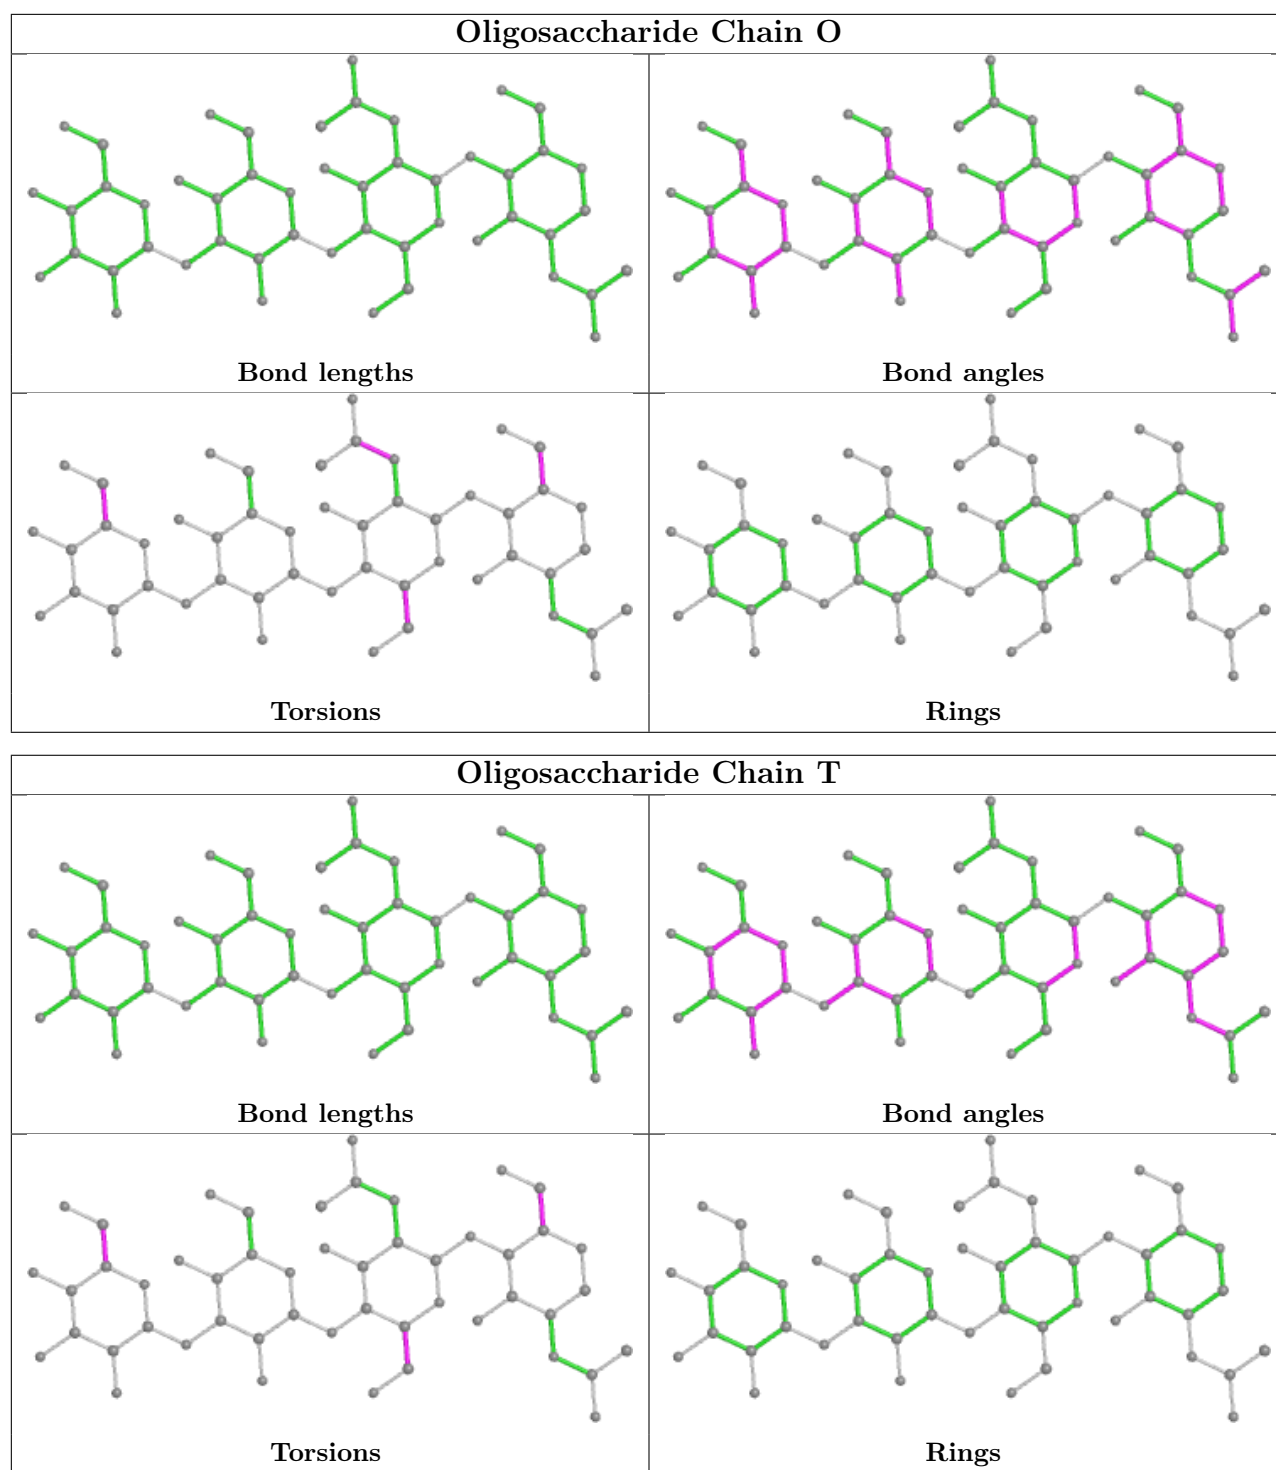 Oligosaccharide Chain O
Bond lengths
Bond angles
Torsions
Rings
Oligosaccharide Chain T
Bond lengths
Bond angles
Torsions
Rings